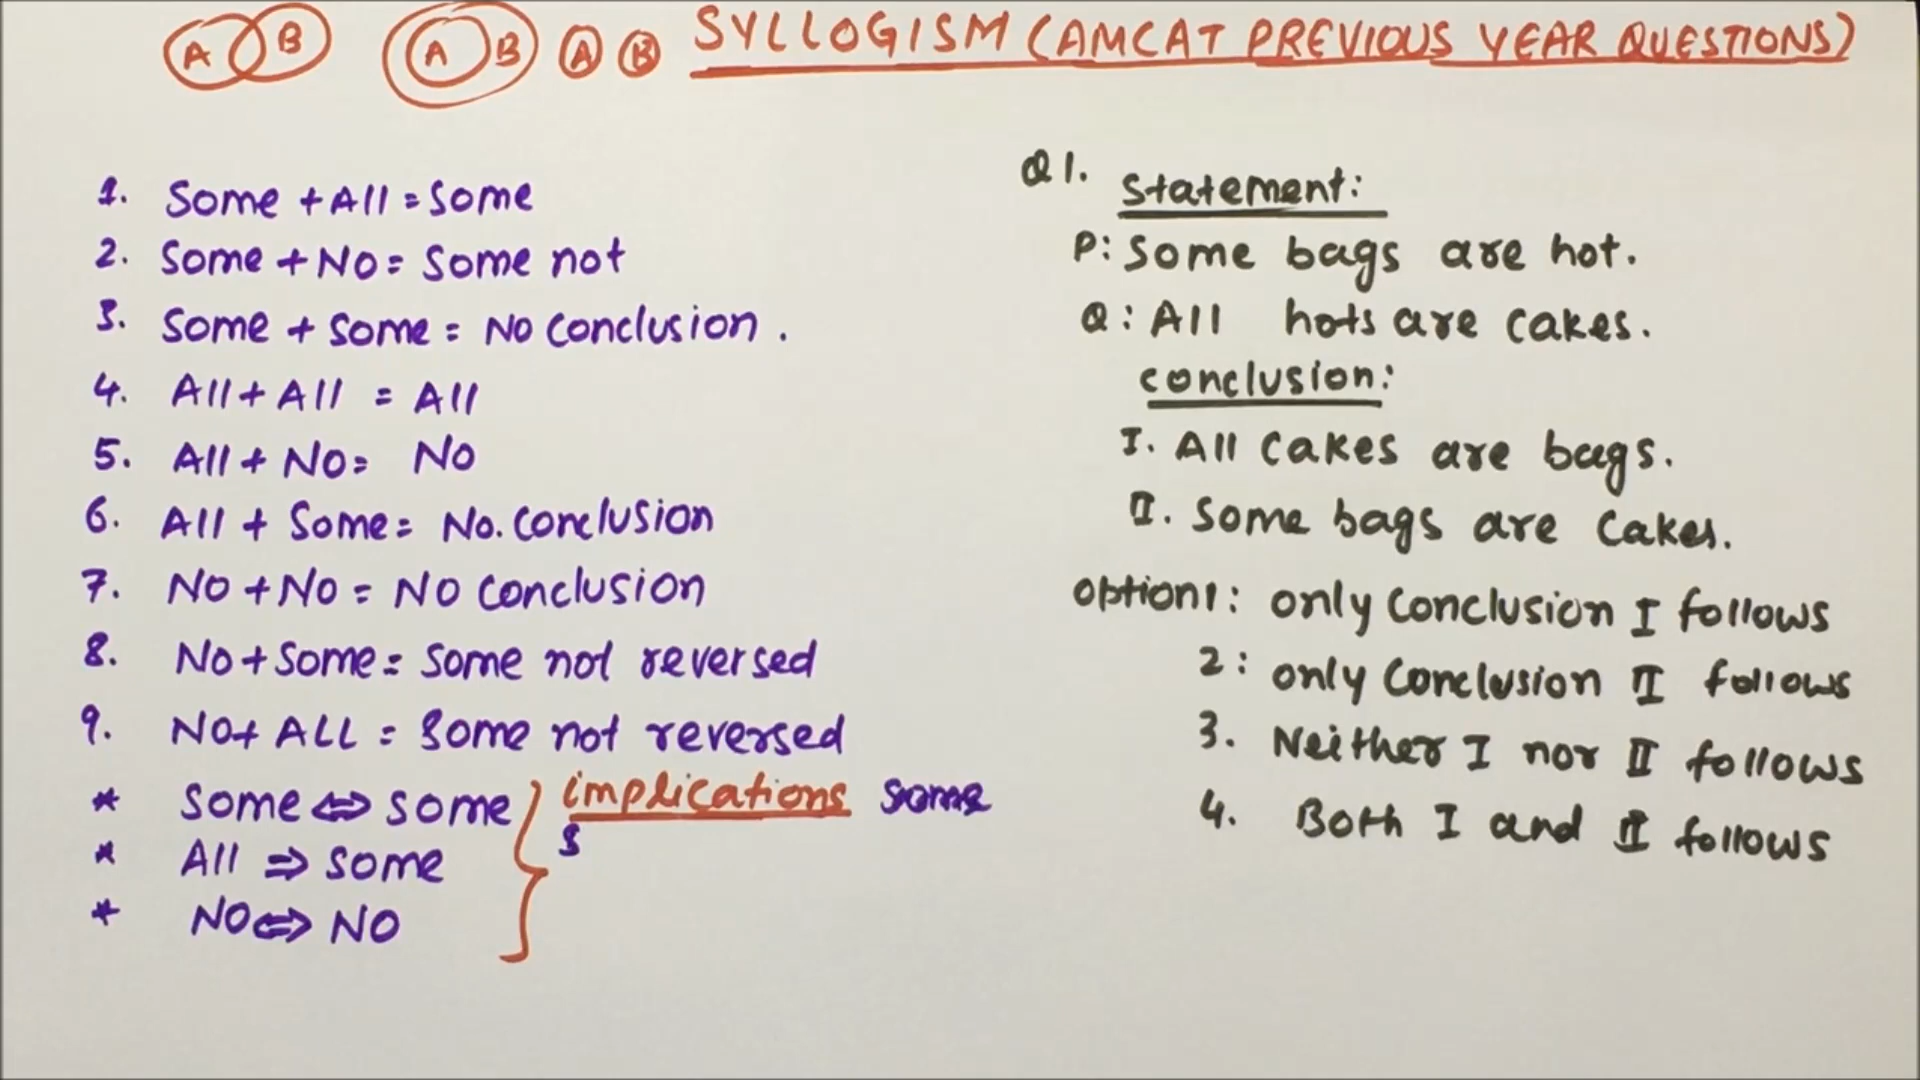 A B A B A B SYLLOGISM (AMCAT PREVIOUS YEAR QUESTIONS)
1. Some + All = Some
2. Some + NO = Some not
3. Some + Some = NO conclusion .
4. All + All = All
5. All + NO = NO
6. All + Some = No. conclusion
7. NO + NO = NO conclusion
8. NO + Some = Some not reversed
9. NO + ALL = Some not reversed
* Some ⇔ Some } implications some
S
* All ⇒ Some
* NO ⇔ NO
Q1. Statement:
P: Some bags are hot.
Q: All hots are cakes.
conclusion:
I. All Cakes are bags.
II. Some bags are Cakes.
option1: only Conclusion I follows
2: only Conclusion II follows
3. Neither I nor II follows
4. Both I and II follows